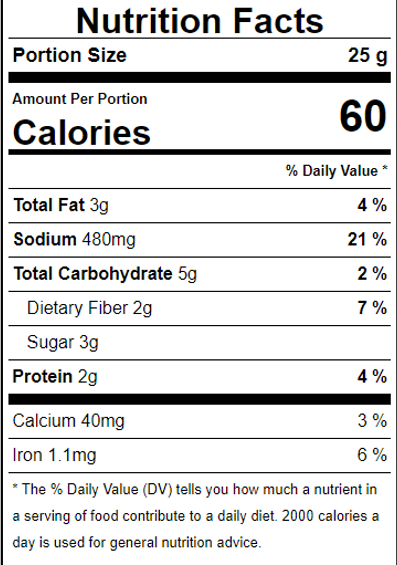 Nutrition Facts
Portion Size 25 g
Amount Per Portion
Calories 60
% Daily Value *
Total Fat 3g 4 %
Sodium 480mg 21 %
Total Carbohydrate 5g 2 %
Dietary Fiber 2g 7 %
Sugar 3g
Protein 2g 4 %
Calcium 40mg 3 %
Iron 1.1mg 6 %
* The % Daily Value (DV) tells you how much a nutrient in
a serving of food contribute to a daily diet. 2000 calories a
day is used for general nutrition advice.